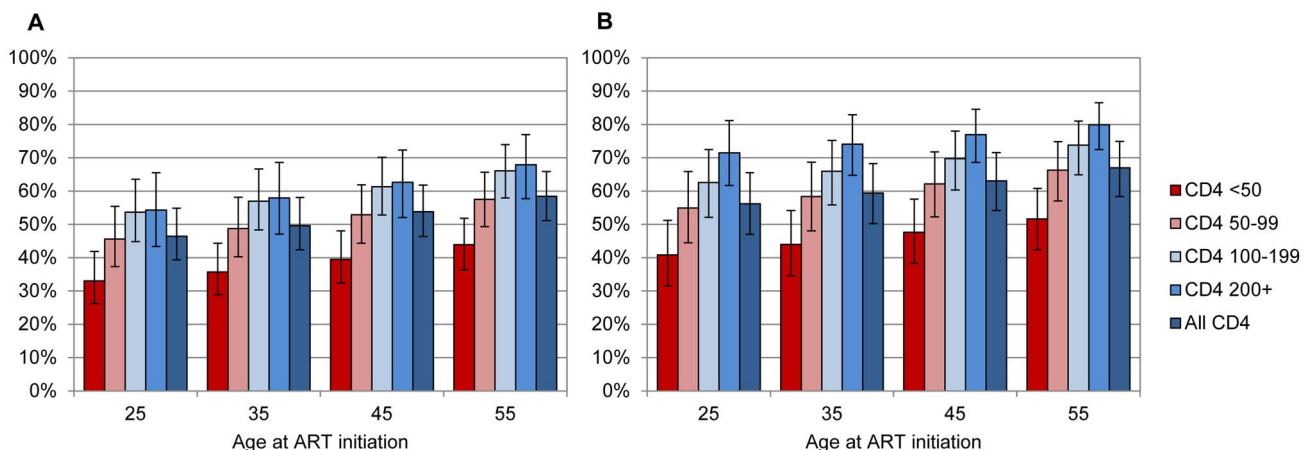 A
100%
90%
80%
70%
60%
50%
40%
30%
20%
10%
0%
25 35 45 55
Age at ART initiation
B
100%
90%
80%
70%
60%
50%
40%
30%
20%
10%
0%
25 35 45 55
Age at ART initiation
CD4 <50
CD4 50-99
CD4 100-199
CD4 200+
All CD4